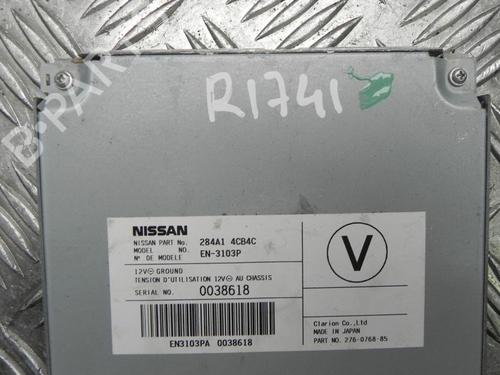 R1741
B-PARTS
NISSAN
NISSAN PART No. 284A1 4CB4C
MODEL NO. EN-3103P
Nº DE MODELE
12V⊖ GROUND
TENSION D'UTILISATION 12V⊖ AU CHASSIS
SERIAL NO. 0038618
EN3103PA 0038618
V
Clarion Co.,Ltd
MADE IN JAPAN
PART NO. 276-0768-85